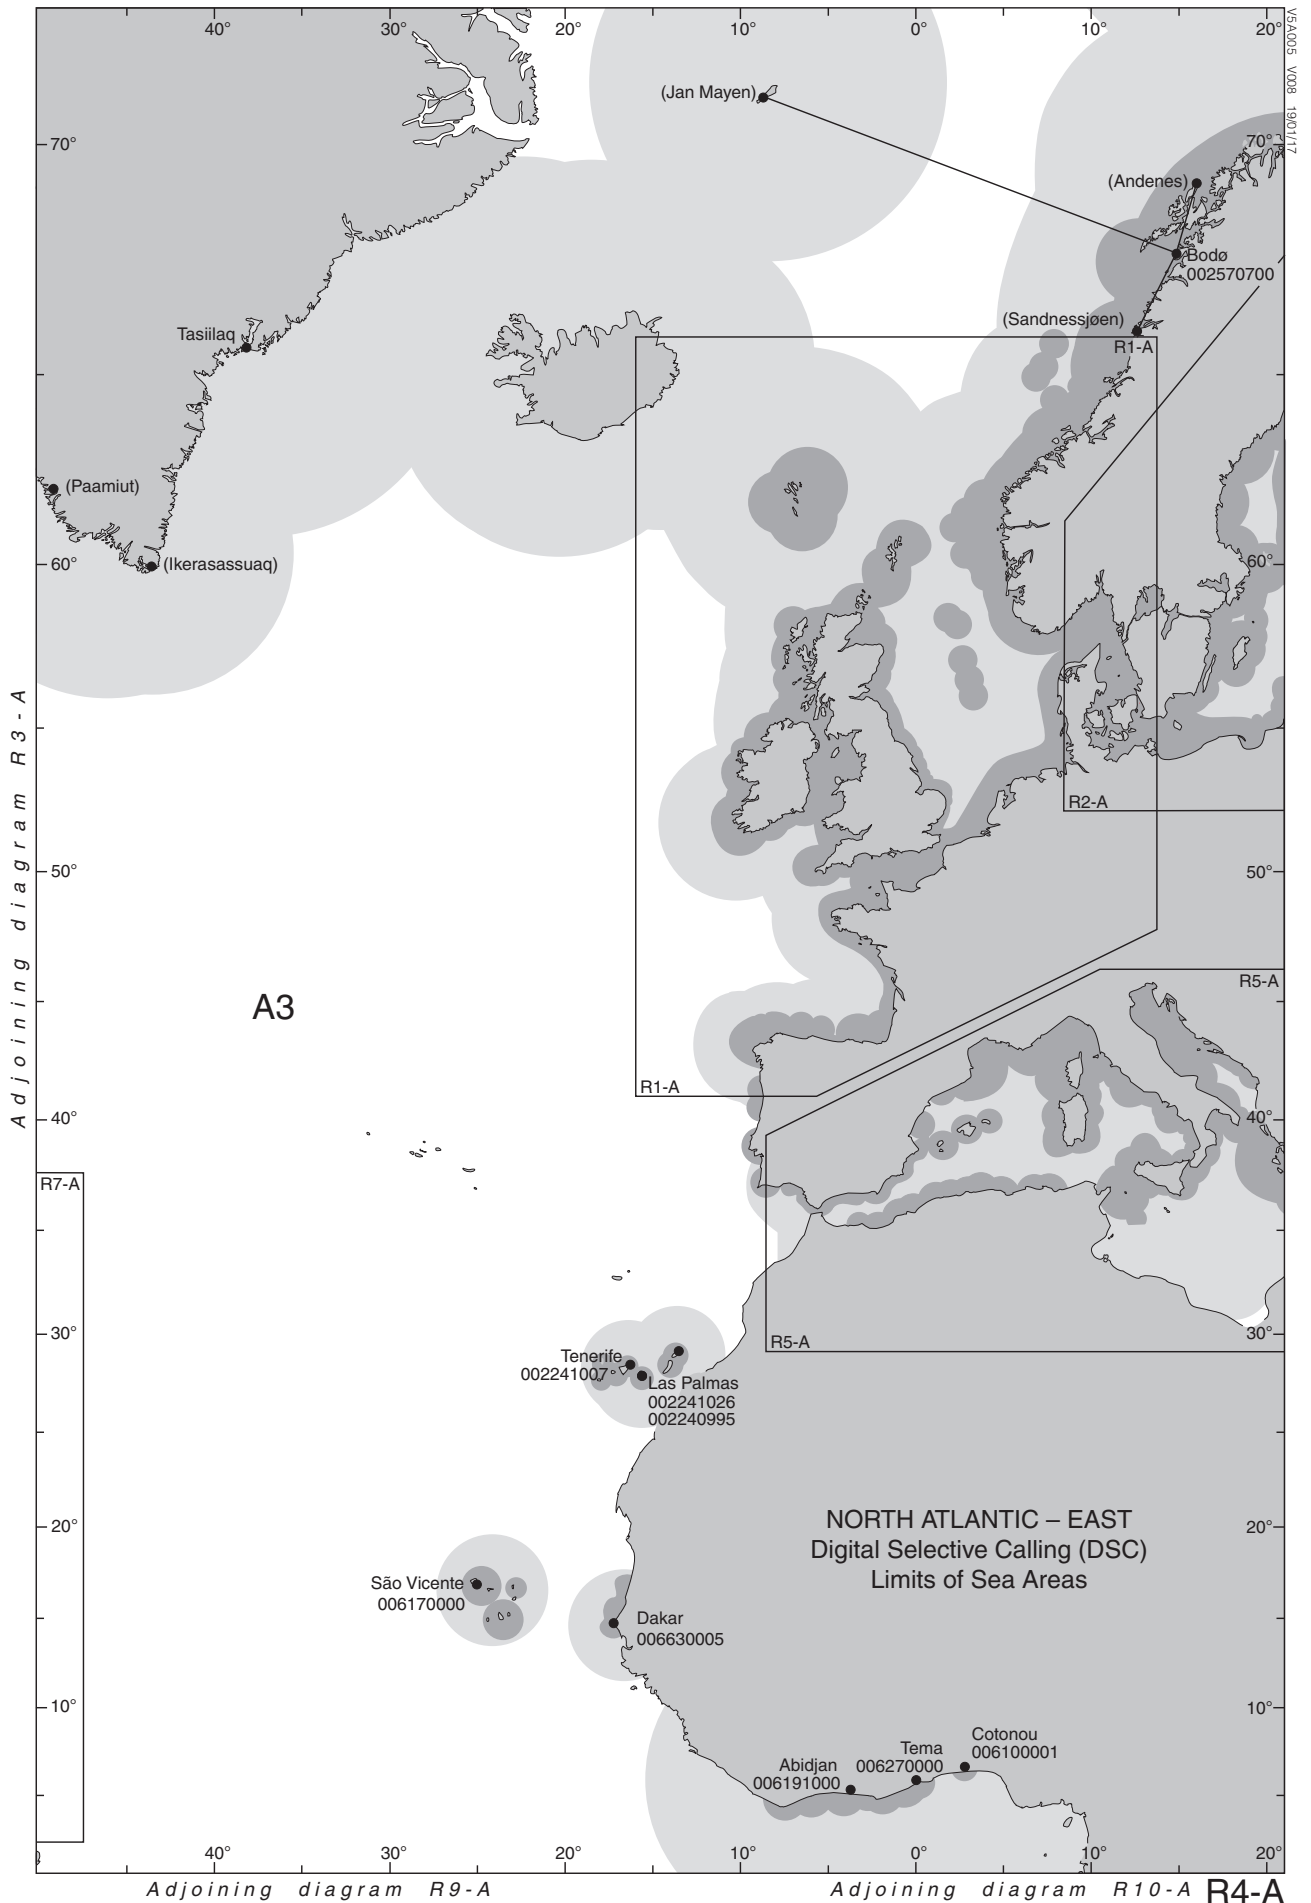 40°
30°
20°
10°
0°
10°
20°
V5A005 V008 19/01/17
(Jan Mayen)
70°
70°
(Andenes)
Bodø
002570700
(Sandnessjøen)
R1-A
Tasiilaq
(Paamiut)
(Ikerasassuaq)
60°
60°
Adjoining diagram R3-A
R2-A
50°
50°
R5-A
A3
R1-A
40°
40°
R7-A
30°
30°
R5-A
Tenerife
002241007
Las Palmas
002241026
002240995
NORTH ATLANTIC – EAST
Digital Selective Calling (DSC)
Limits of Sea Areas
20°
20°
São Vicente
006170000
Dakar
006630005
10°
10°
Cotonou
006100001
Tema
006270000
Abidjan
006191000
40°
30°
20°
10°
0°
10°
20°
Adjoining diagram R9-A
Adjoining diagram R10-A
R4-A